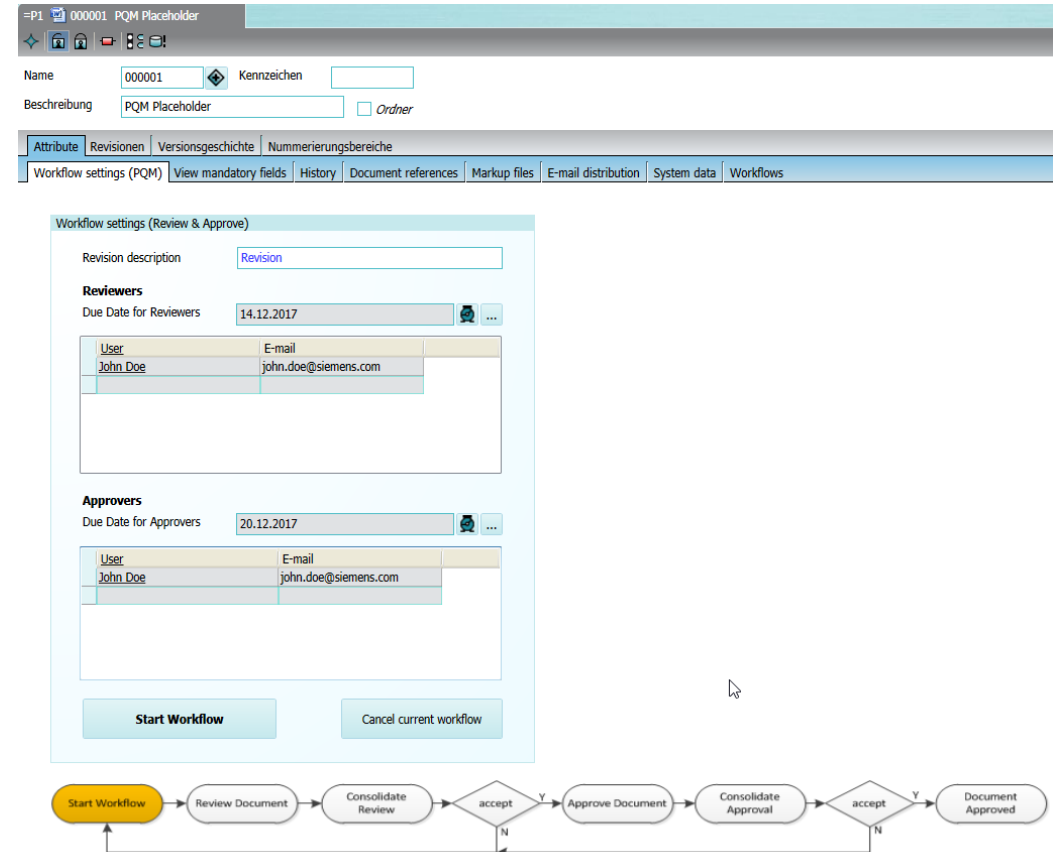 =P1 000001 PQM Placeholder
Name 000001 Kennzeichen
Beschreibung PQM Placeholder Ordner
Attribute Revisionen Versionsgeschichte Nummerierungsbereiche
Workflow settings (PQM) View mandatory fields History Document references Markup files E-mail distribution System data Workflows
Workflow settings (Review & Approve)
Revision description Revision
Reviewers
Due Date for Reviewers 14.12.2017 ...
User E-mail
John Doe john.doe@siemens.com
Approvers
Due Date for Approvers 20.12.2017 ...
User E-mail
John Doe john.doe@siemens.com
Start Workflow Cancel current workflow
Start Workflow
Review Document
Consolidate
Review
accept
Y
N
Approve Document
Consolidate
Approval
accept
Y
N
Document
Approved